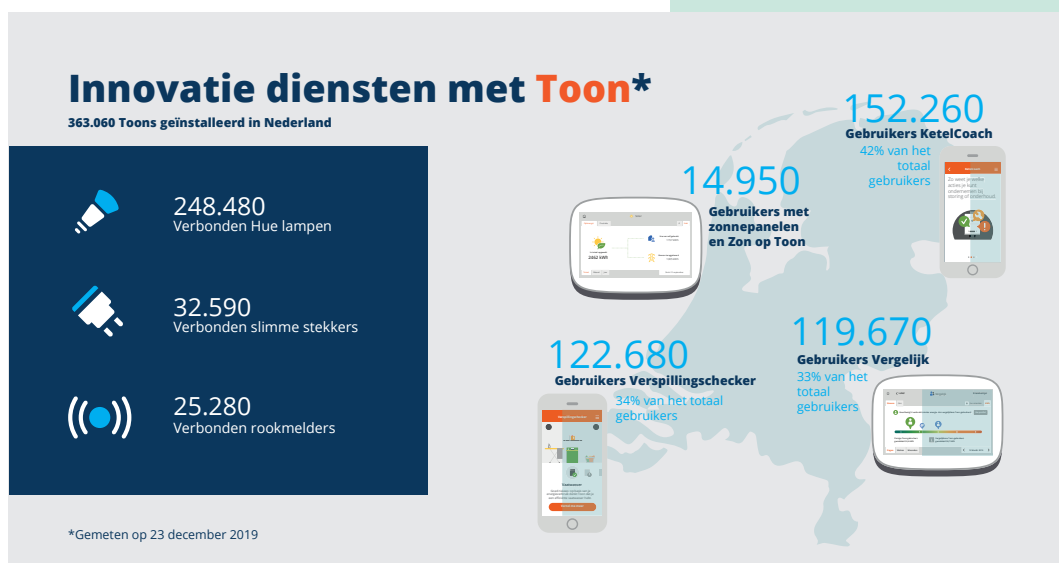 Innovatie diensten met Toon*
363.060 Toons geïnstalleerd in Nederland
248.480
Verbonden Hue lampen
32.590
Verbonden slimme stekkers
25.280
Verbonden rookmelders
*Gemeten op 23 december 2019
152.260
Gebruikers KetelCoach
42% van het
totaal
gebruikers
14.950
Gebruikers met
zonnepanelen
en Zon op Toon
2462 kWh
122.680
Gebruikers Verspillingschecker
34% van het totaal
gebruikers
119.670
Gebruikers Vergelijk
33% van het
totaal
gebruikers